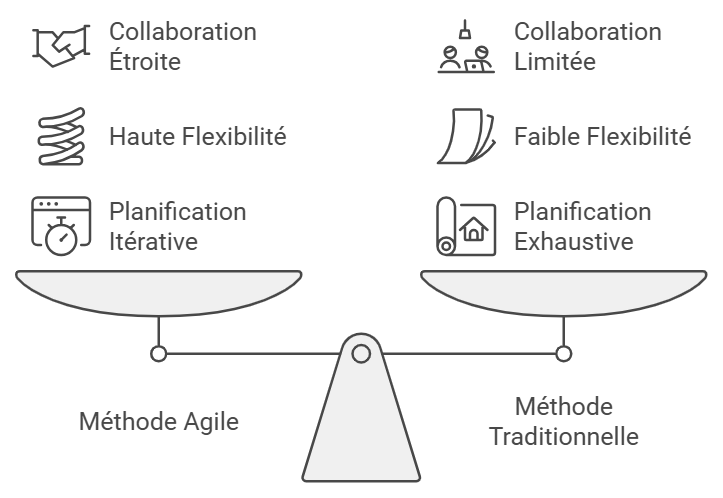 Collaboration
Étroite
Haute Flexibilité
Planification
Itérative
Collaboration
Limitée
Faible Flexibilité
Planification
Exhaustive
Méthode Agile
Méthode
Traditionnelle